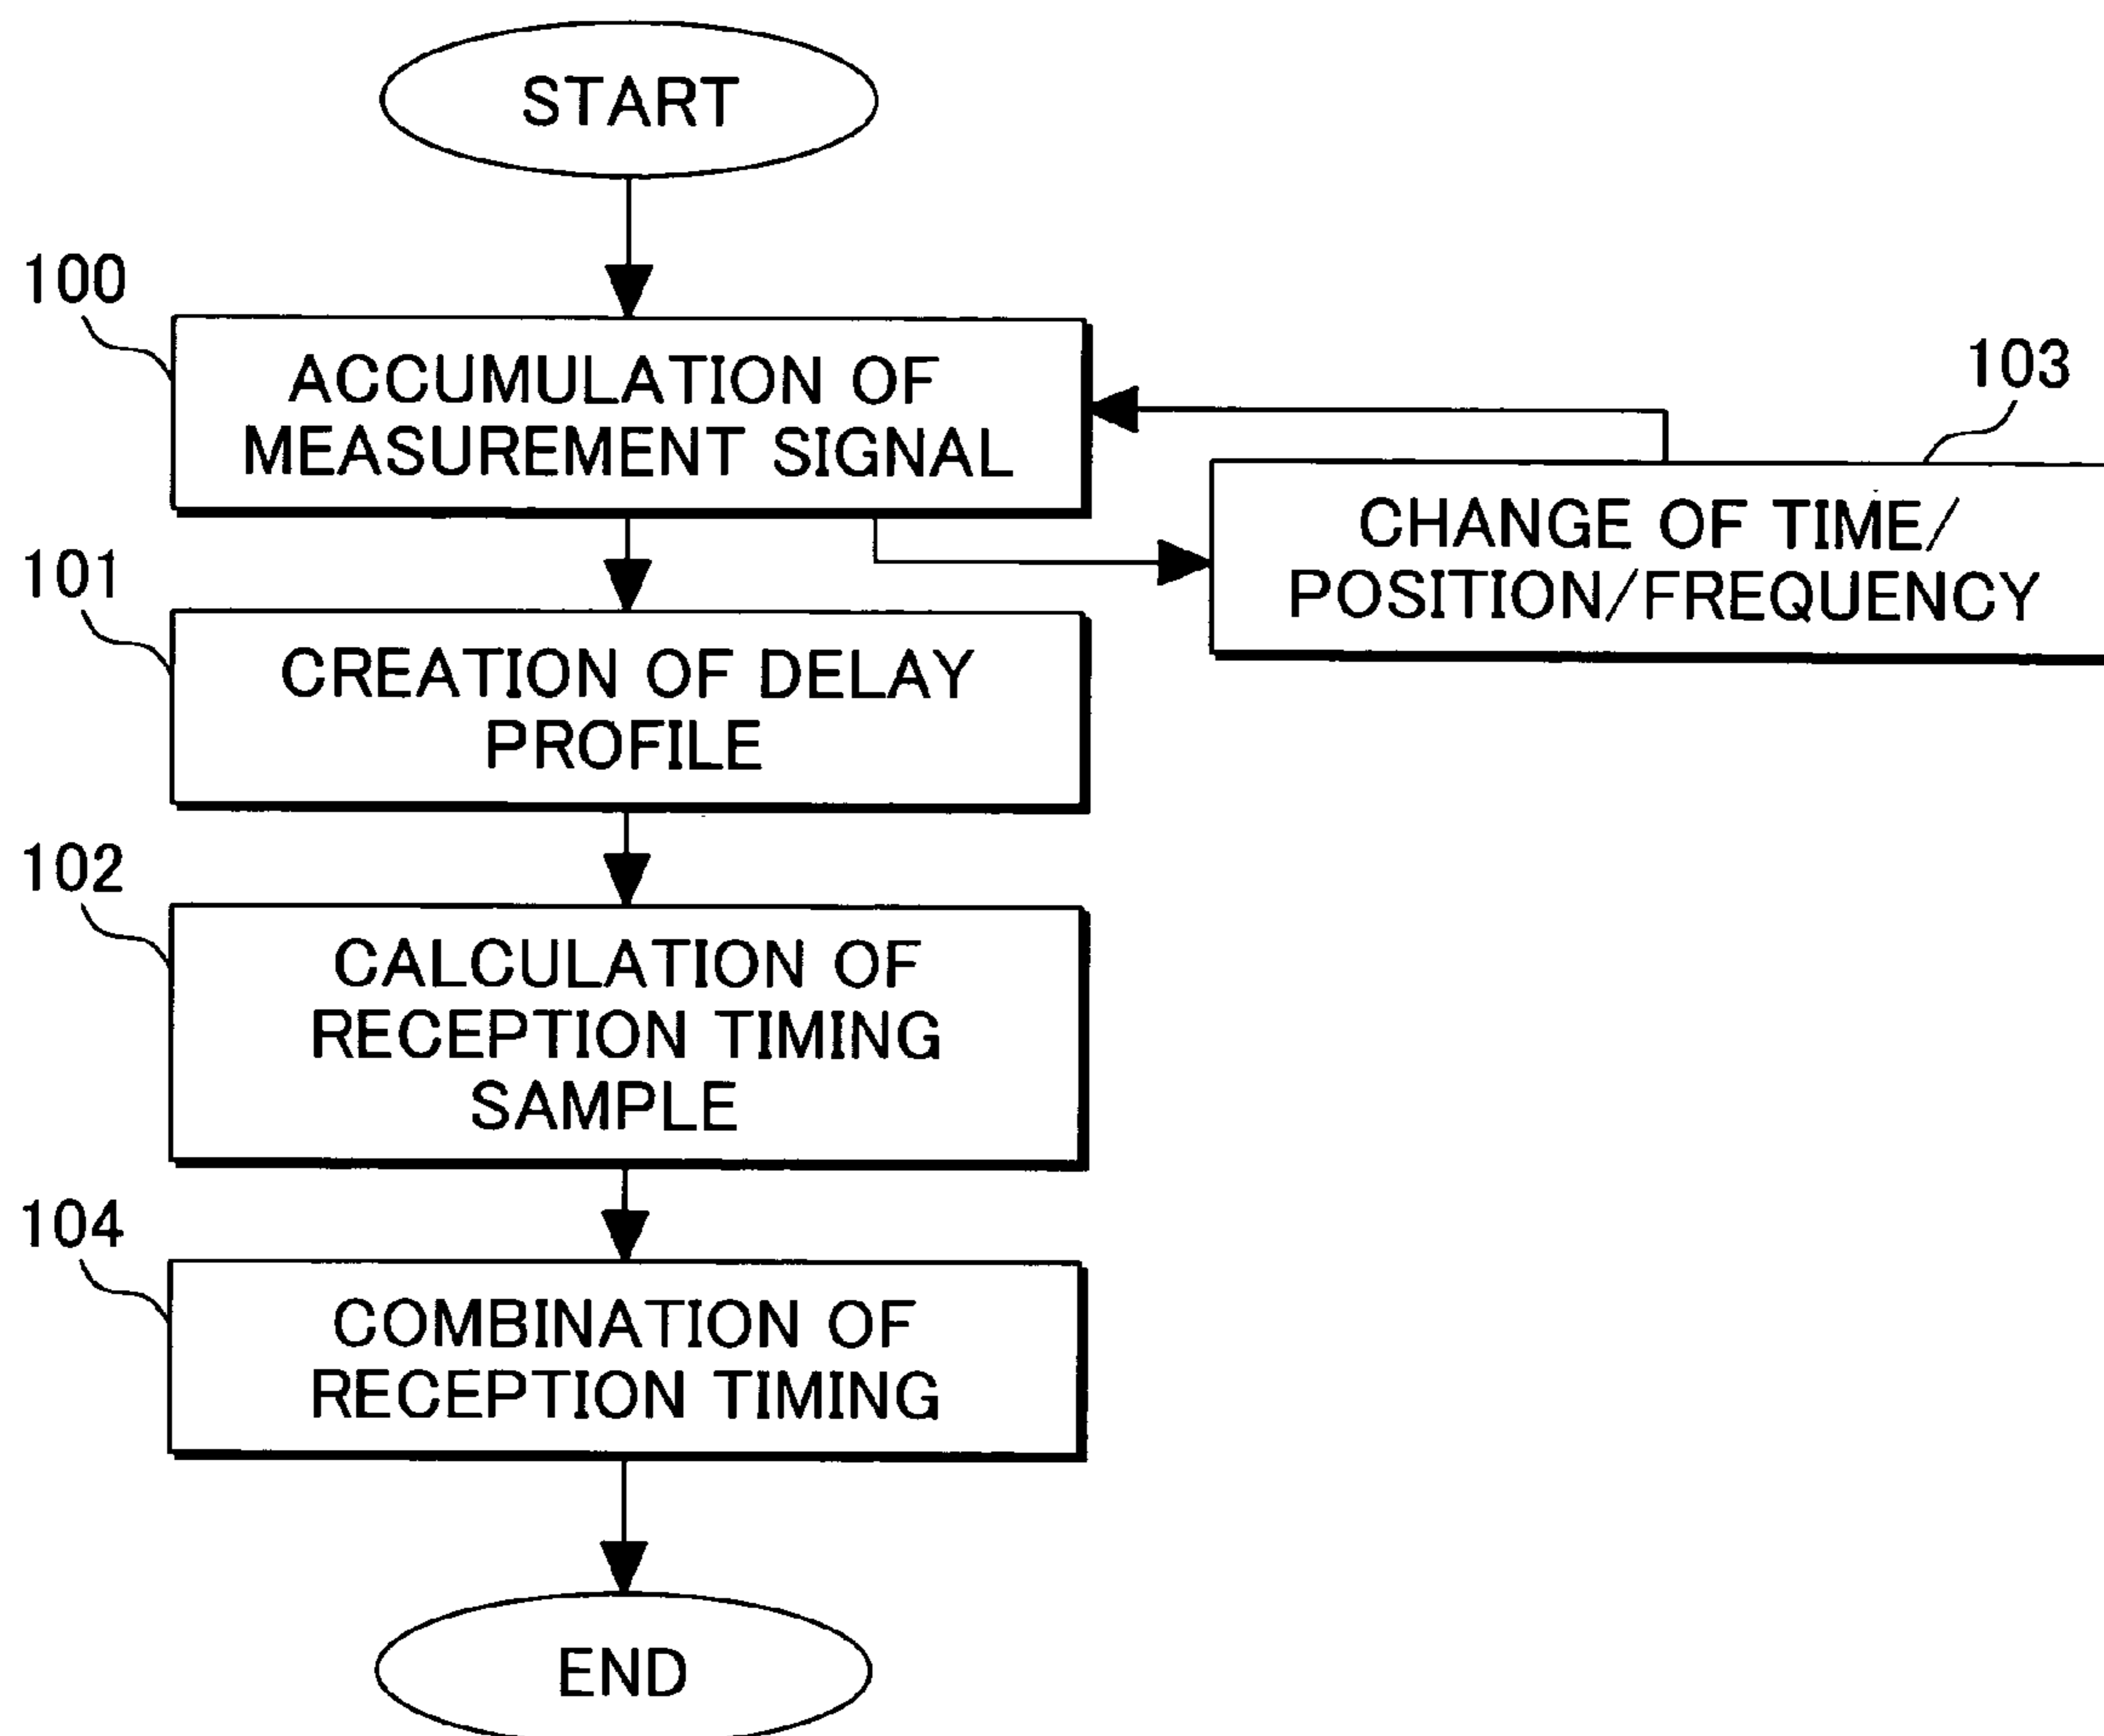 START
100
ACCUMULATION OF
MEASUREMENT SIGNAL
103
CHANGE OF TIME/
POSITION/FREQUENCY
101
CREATION OF DELAY
PROFILE
102
CALCULATION OF
RECEPTION TIMING
SAMPLE
104
COMBINATION OF
RECEPTION TIMING
END